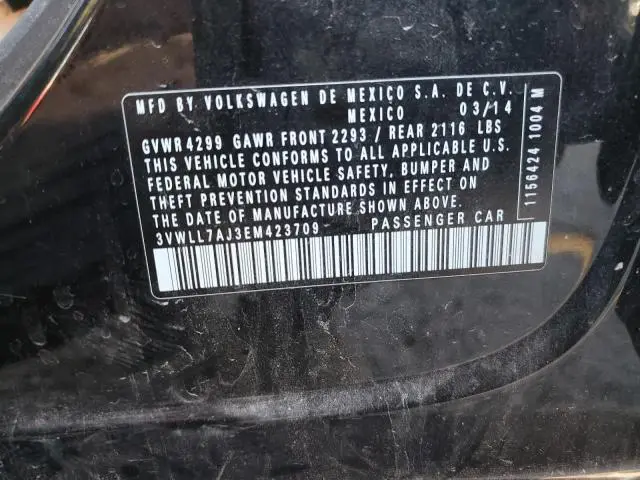 MFD BY VOLKSWAGEN DE MEXICO S.A. DE C.V.
MEXICO 03/14
GVWR 4299 GAWR FRONT 2293 / REAR 2116 LBS
THIS VEHICLE CONFORMS TO ALL APPLICABLE U.S.
FEDERAL MOTOR VEHICLE SAFETY, BUMPER AND
THEFT PREVENTION STANDARDS IN EFFECT ON
THE DATE OF MANUFACTURE SHOWN ABOVE.
3VWLL7AJ3EM423709 PASSENGER CAR
1156424 1004 M